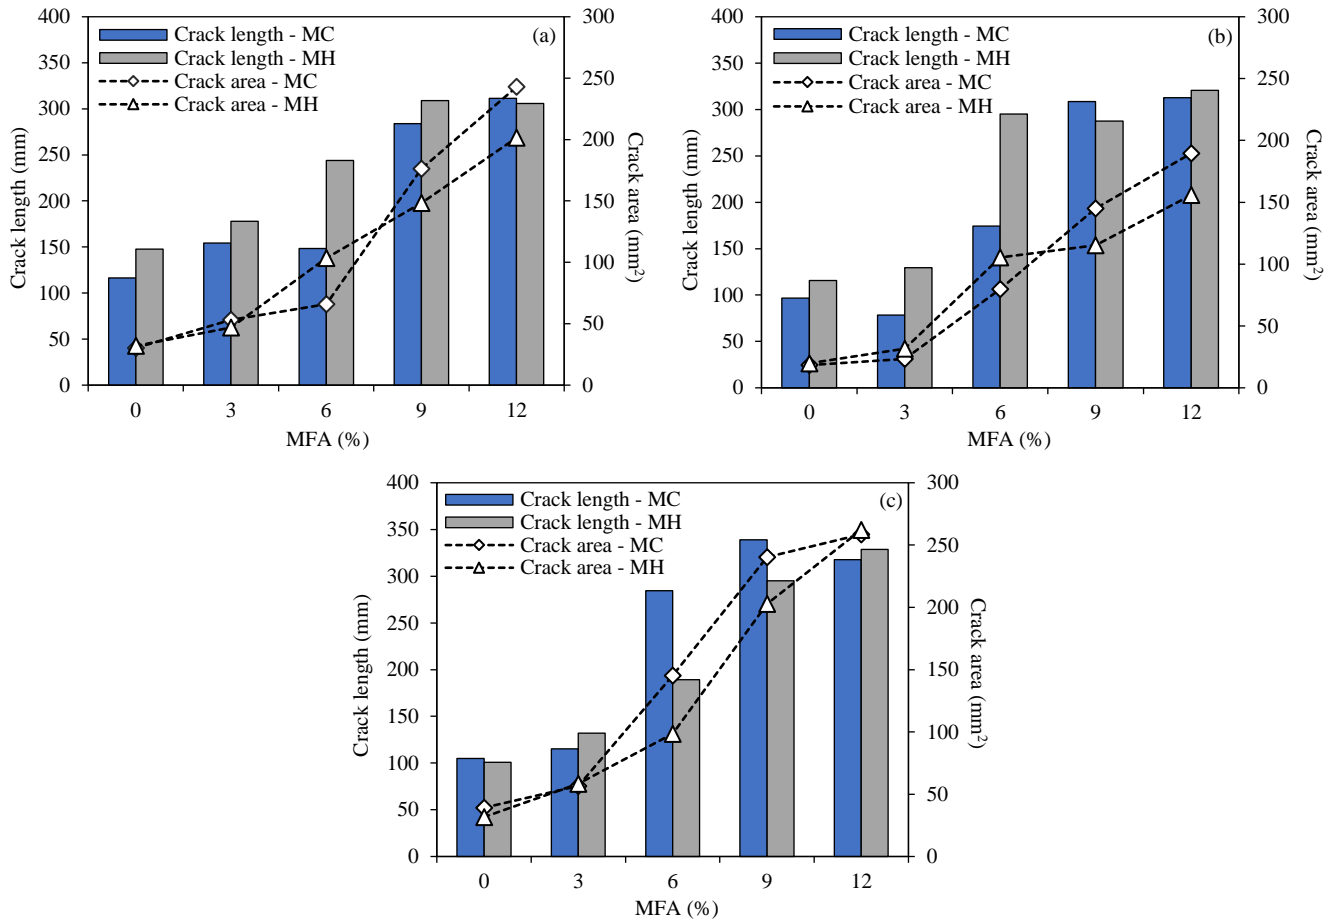 (a)
Crack length - MC
Crack length - MH
Crack area - MC
Crack area - MH
Crack length (mm)
400
350
300
250
200
150
100
50
0
300
250
200
150
100
50
0
Crack area (mm²)
0 3 6 9 12
MFA (%)
(b)
Crack length - MC
Crack length - MH
Crack area - MC
Crack area - MH
Crack length (mm)
400
350
300
250
200
150
100
50
0
300
250
200
150
100
50
0
Crack area (mm²)
0 3 6 9 12
MFA (%)
(c)
Crack length - MC
Crack length - MH
Crack area - MC
Crack area - MH
Crack length (mm)
400
350
300
250
200
150
100
50
0
300
250
200
150
100
50
0
Crack area (mm²)
0 3 6 9 12
MFA (%)